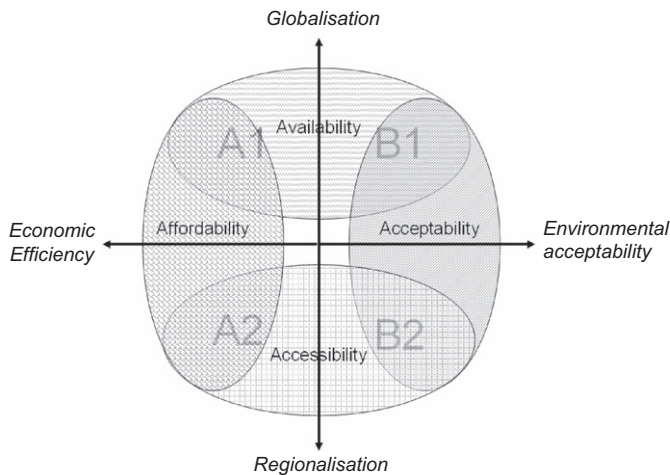 Globalisation
Availability
A1
B1
Economic
Efficiency
Affordability
Acceptability
Environmental
acceptability
A2
B2
Accessibility
Regionalisation